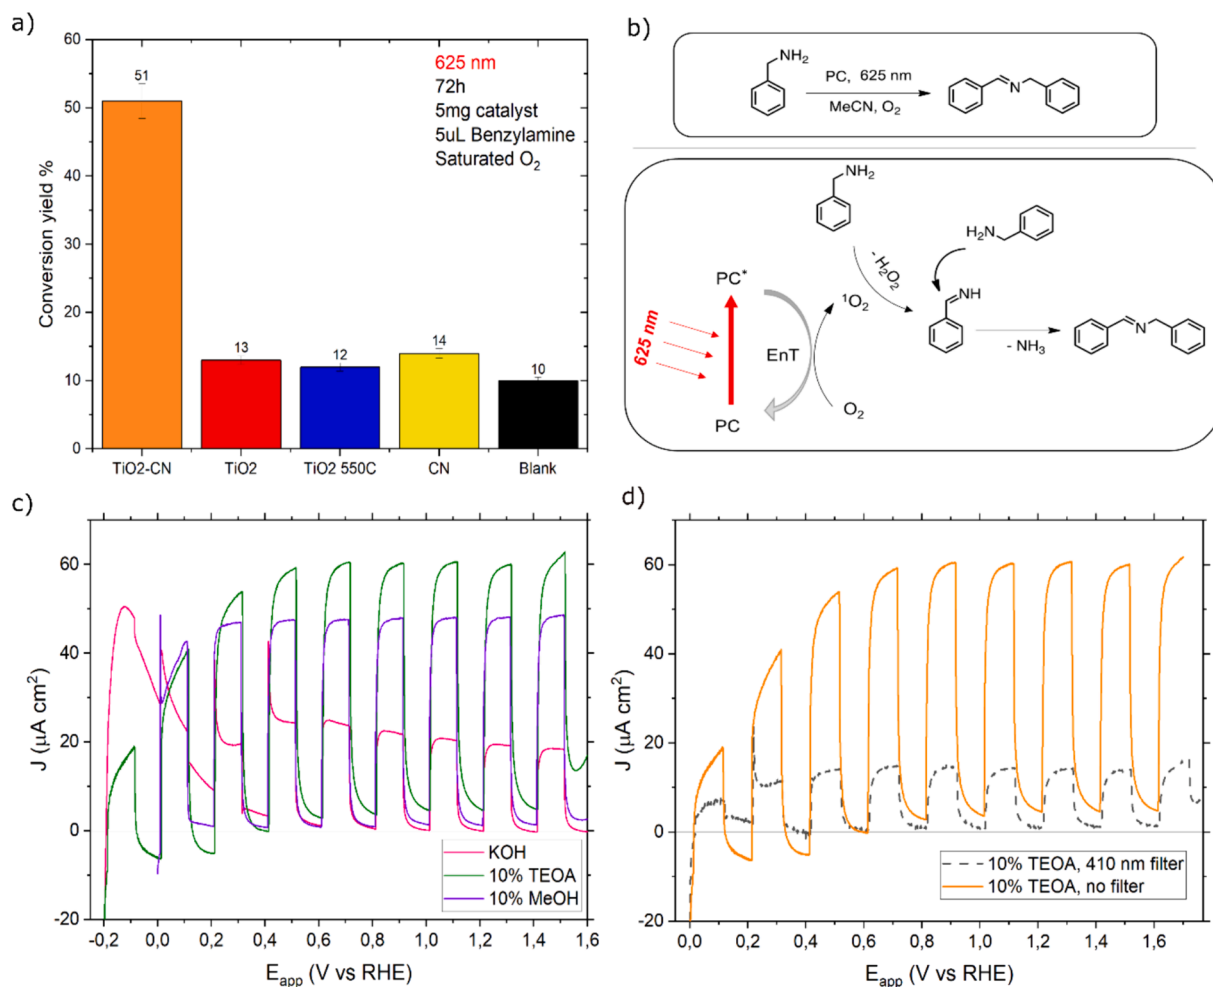 a)
60
50
40
30
20
10
0
Conversion yield %
51
13
12
14
10
625 nm
72h
5mg catalyst
5uL Benzylamine
Saturated O2
TiO2-CN
TiO2
TiO2 550C
CN
Blank
b)
NH2
PC, 625 nm
MeCN, O2
N
NH2
H2N
- H2O2
PC*
1O2
NH
625 nm
EnT
- NH3
N
PC
O2
c)
60
40
20
0
-20
J (µA cm2)
KOH
10% TEOA
10% MeOH
-0,2 0,0 0,2 0,4 0,6 0,8 1,0 1,2 1,4 1,6
Eapp (V vs RHE)
d)
60
40
20
0
-20
J (µA cm2)
10% TEOA, 410 nm filter
10% TEOA, no filter
0,0 0,2 0,4 0,6 0,8 1,0 1,2 1,4 1,6
Eapp (V vs RHE)